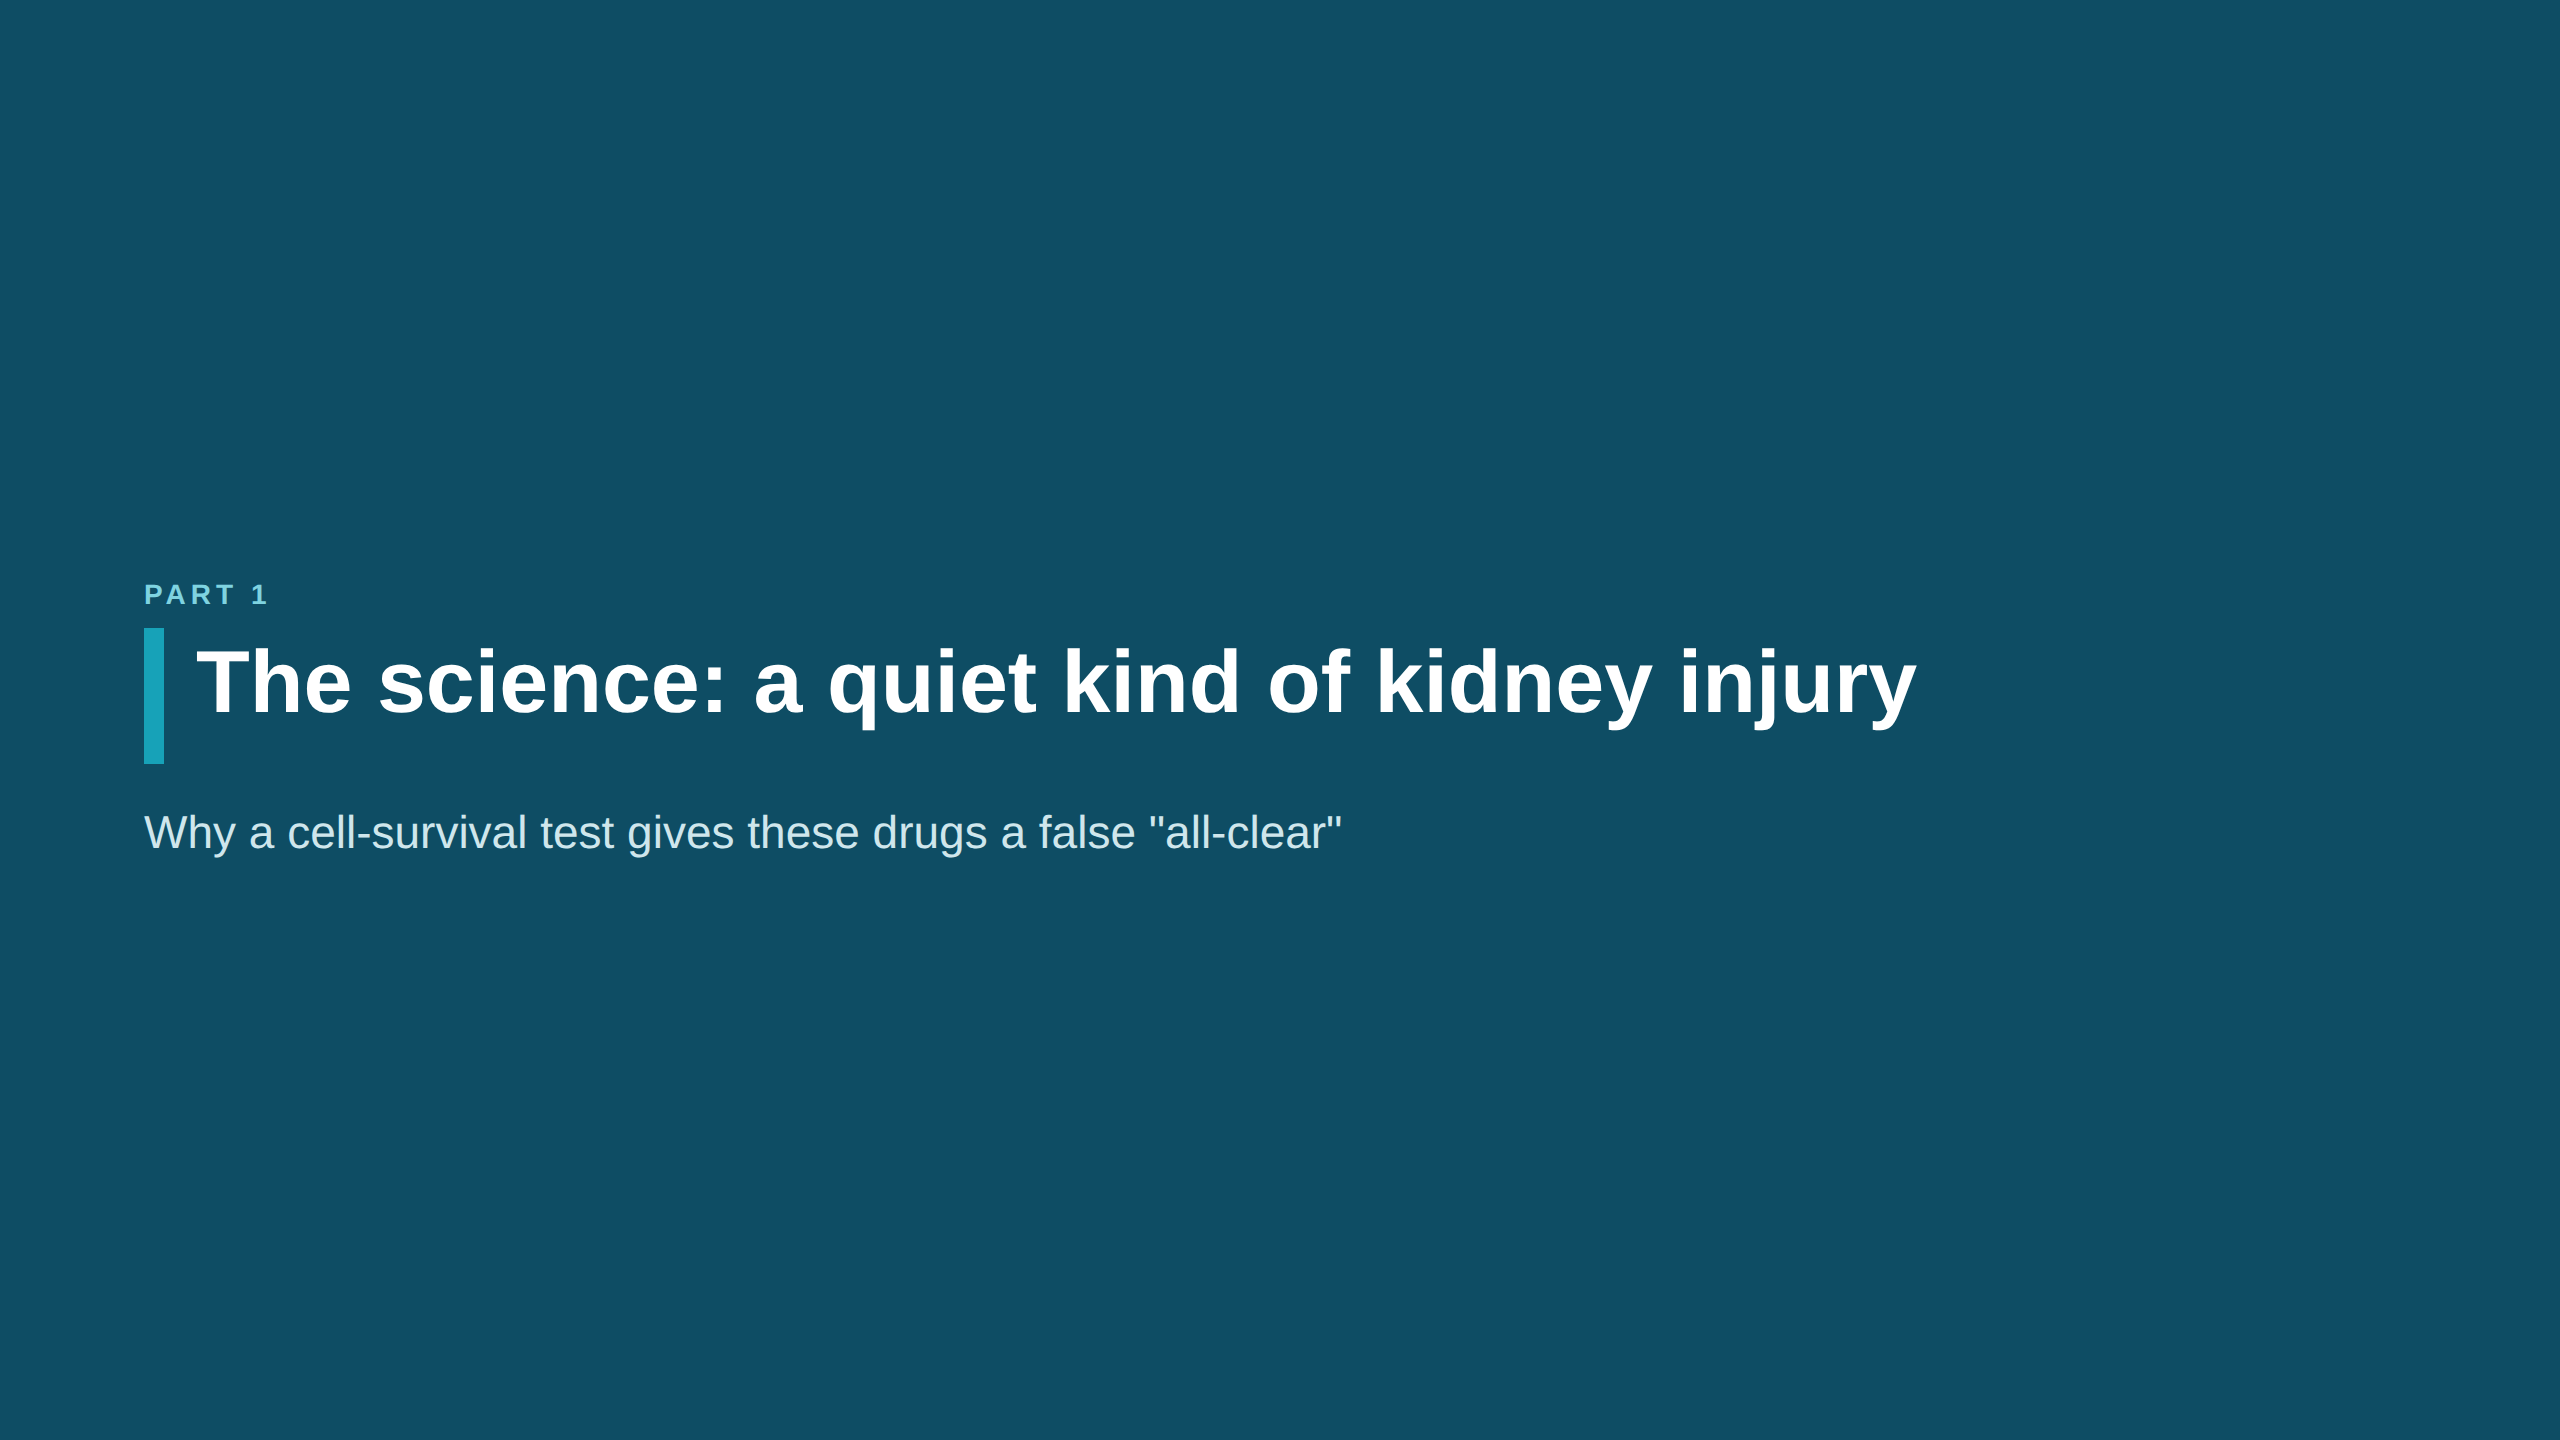 PART 1
The science: a quiet kind of kidney injury
Why a cell-survival test gives these drugs a false "all-clear"